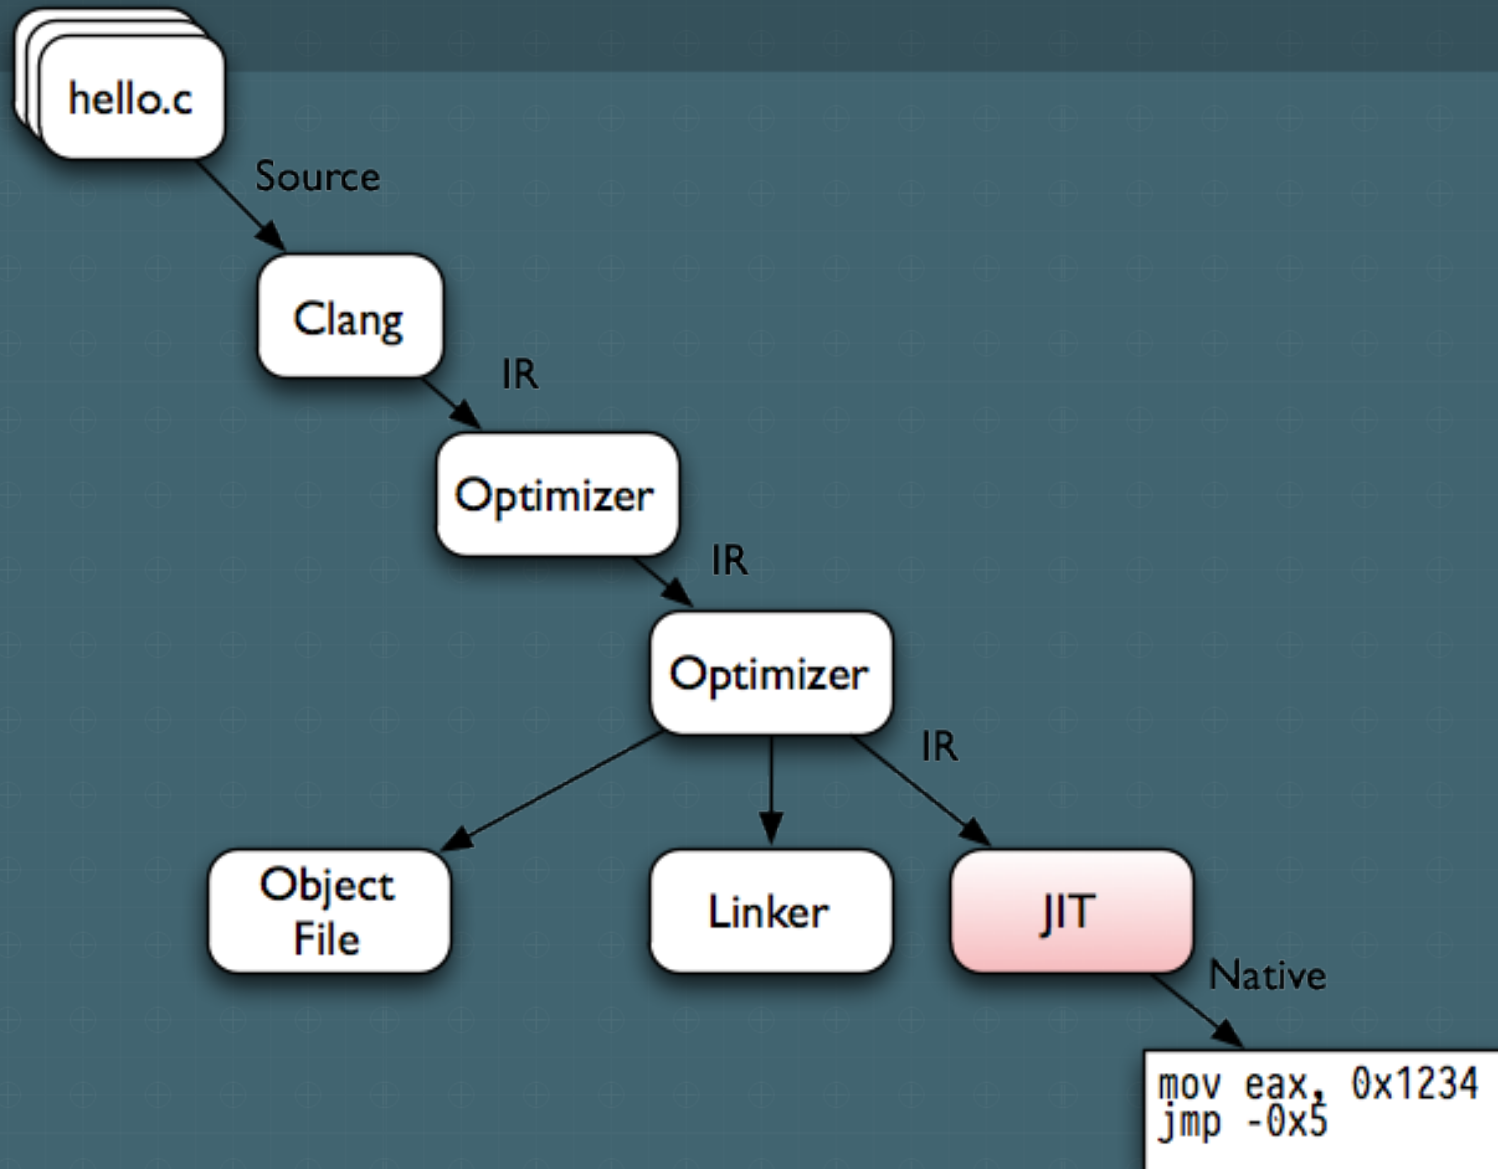 hello.c
Source
Clang
IR
Optimizer
IR
Optimizer
IR
Object
File
Linker
JIT
Native
mov eax, 0x1234
jmp -0x5